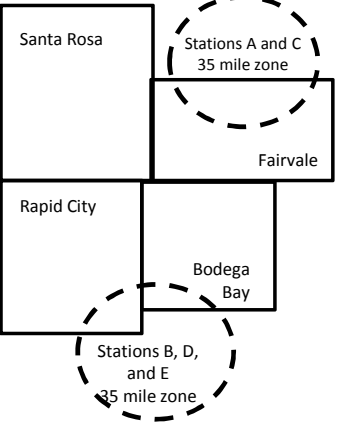 Santa Rosa
Stations A and C
35 mile zone
Fairvale
Rapid City
Bodega
Bay
Stations B, D,
and E
35 mile zone